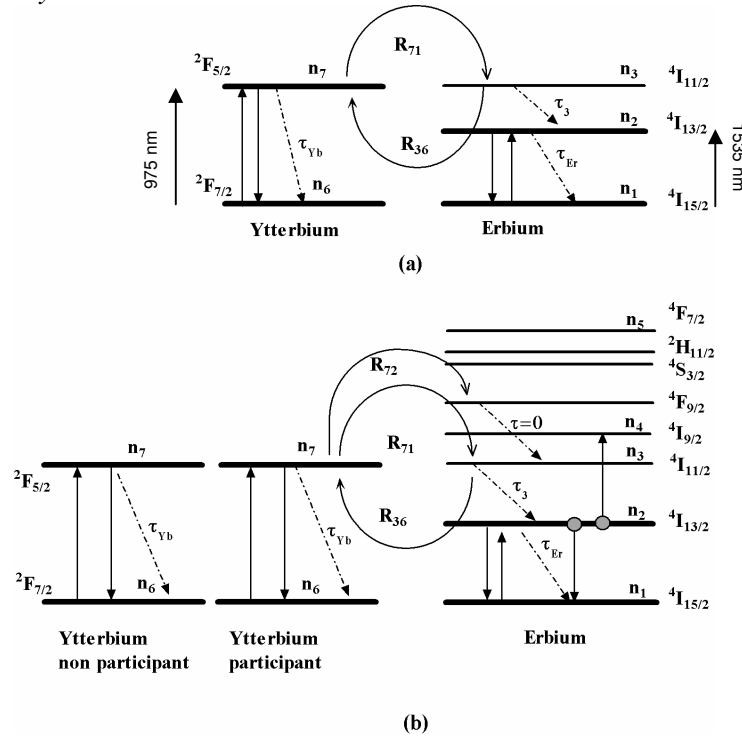 R71
n3 ⁴I11/2
²F5/2 n7
τ3
n2 ⁴I13/2
975 nm
τYb R36 τEr
1535 nm
²F7/2 n6 n1 ⁴I15/2
Ytterbium Erbium
(a)
n5 ⁴F7/2
²H11/2
⁴S3/2
R72
⁴F9/2
τ=0 n4 ⁴I9/2
n7 n7 R71 n3 ⁴I11/2
²F5/2
τ3
R36 n2 ⁴I13/2
τYb τYb τEr
²F7/2 n6 n6 n1 ⁴I15/2
Ytterbium Ytterbium Erbium
non participant participant
(b)